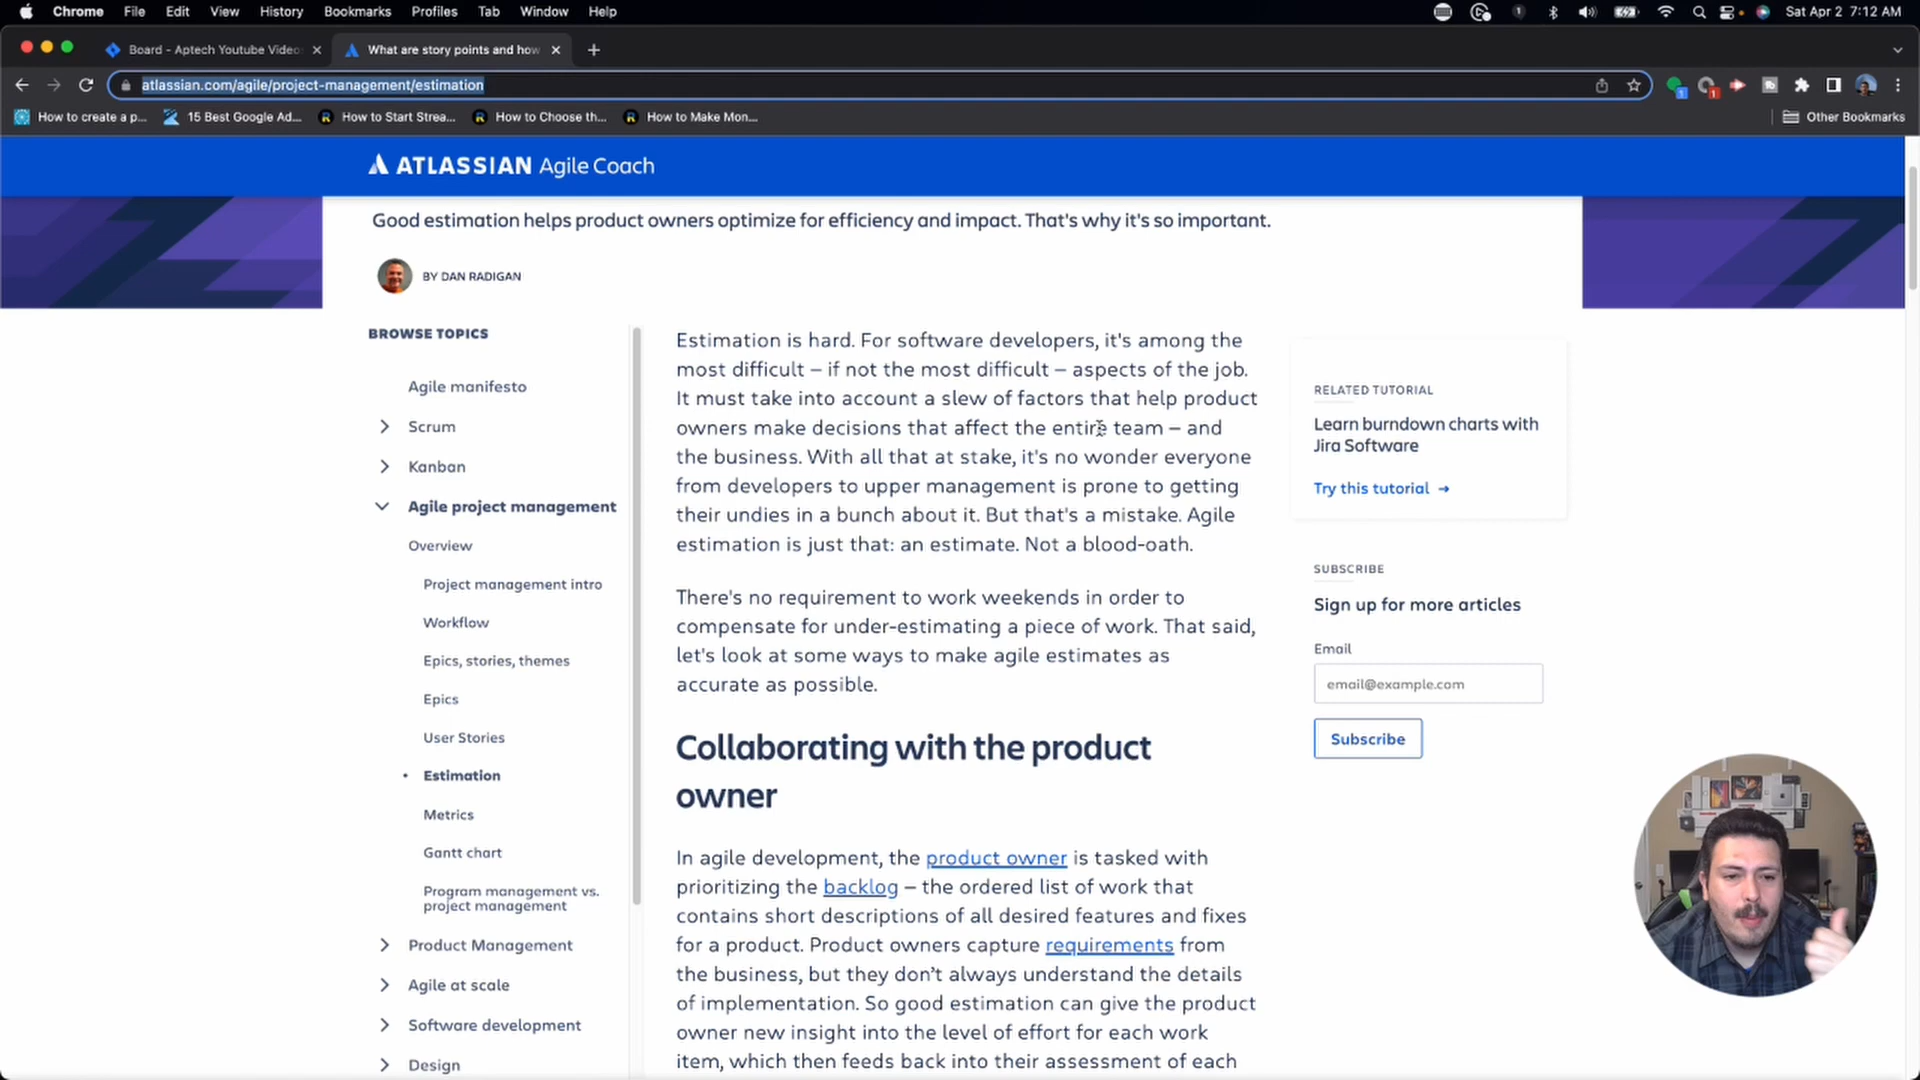 Chrome File Edit View History Bookmarks Profiles Tab Window Help Sat Apr 2 7:12 AM
Board - Aptech Youtube Video What are story points and how
atlassian.com/agile/project-management/estimation
How to create a p... 15 Best Google Ad... How to Start Strea... How to Choose th... How to Make Mon... Other Bookmarks
ATLASSIAN Agile Coach
Good estimation helps product owners optimize for efficiency and impact. That's why it's so important.
BY DAN RADIGAN
BROWSE TOPICS
Agile manifesto
Scrum
Kanban
Agile project management
Overview
Project management intro
Workflow
Epics, stories, themes
Epics
User Stories
• Estimation
Metrics
Gantt chart
Program management vs.
project management
Product Management
Agile at scale
Software development
Design
Estimation is hard. For software developers, it's among the
most difficult – if not the most difficult – aspects of the job.
It must take into account a slew of factors that help product
owners make decisions that affect the entire team – and
the business. With all that at stake, it's no wonder everyone
from developers to upper management is prone to getting
their undies in a bunch about it. But that's a mistake. Agile
estimation is just that: an estimate. Not a blood-oath.
There's no requirement to work weekends in order to
compensate for under-estimating a piece of work. That said,
let's look at some ways to make agile estimates as
accurate as possible.
Collaborating with the product
owner
In agile development, the product owner is tasked with
prioritizing the backlog – the ordered list of work that
contains short descriptions of all desired features and fixes
for a product. Product owners capture requirements from
the business, but they don’t always understand the details
of implementation. So good estimation can give the product
owner new insight into the level of effort for each work
item, which then feeds back into their assessment of each
RELATED TUTORIAL
Learn burndown charts with
Jira Software
Try this tutorial →
SUBSCRIBE
Sign up for more articles
Email
email@example.com
Subscribe